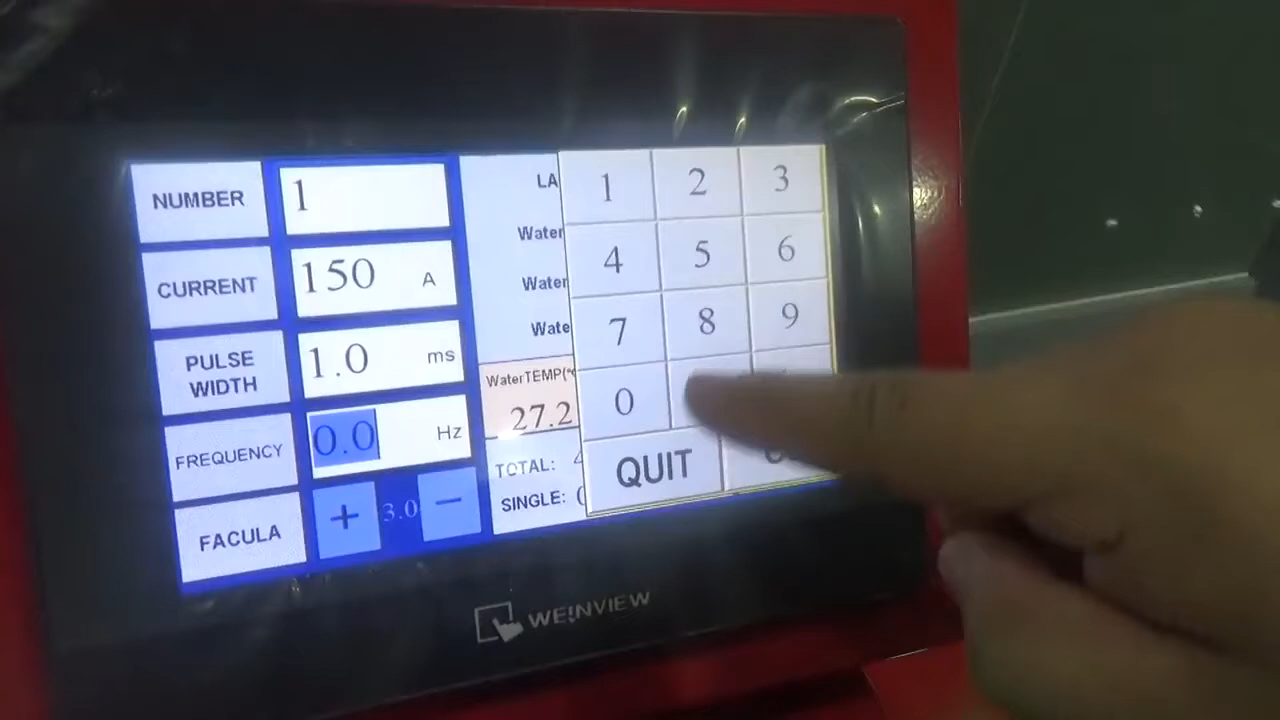 NUMBER
1
CURRENT
150 A
PULSE
WIDTH
1.0 ms
FREQUENCY
0.0 Hz
FACULA
+ 3.0 -
LA
Water
Water
Wate
WaterTEMP(°
27.2
TOTAL:
SINGLE:
1 2 3
4 5 6
7 8 9
0
QUIT
WEINVIEW